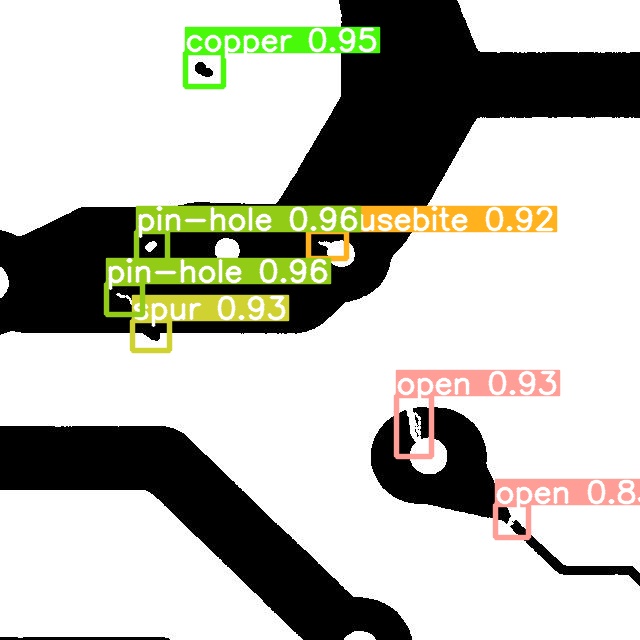 copper 0.95
pin-hole 0.96
usebite 0.92
pin-hole 0.96
spur 0.93
open 0.93
open 0.8